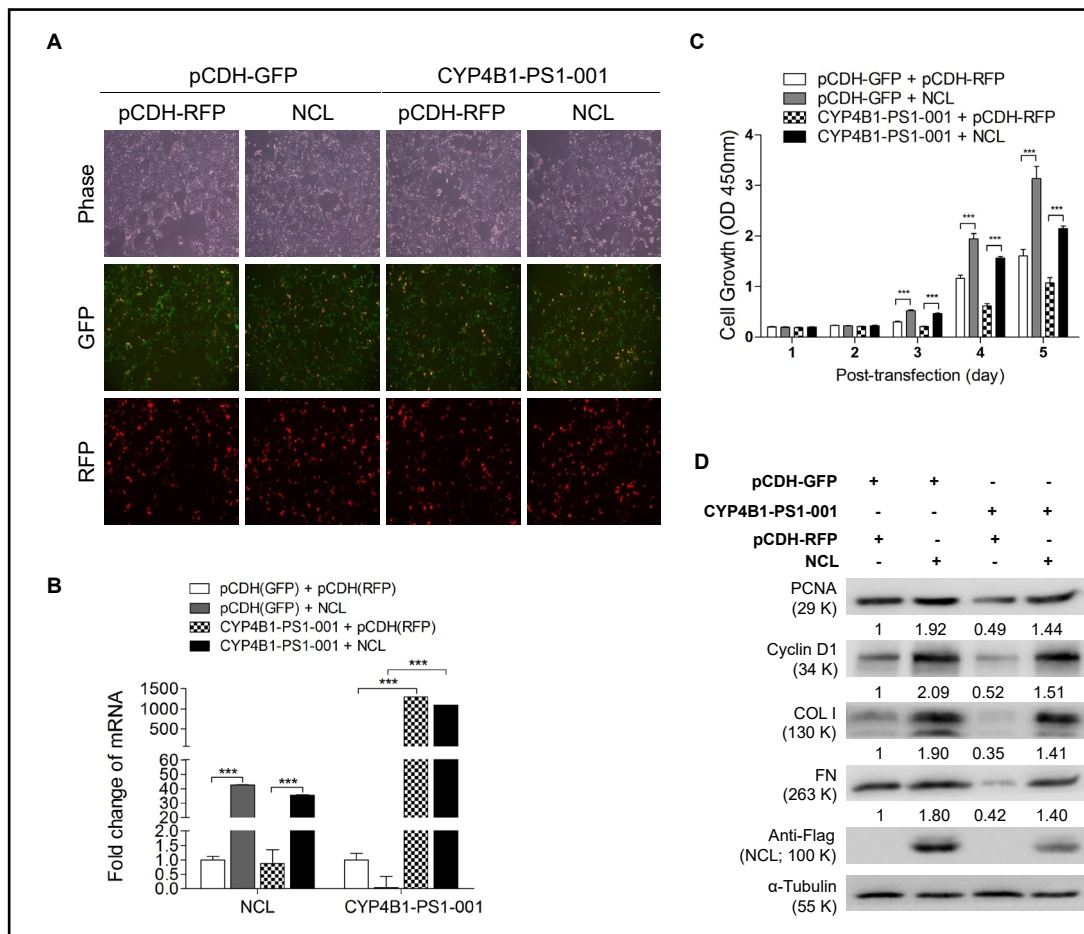 A
pCDH-GFP CYP4B1-PS1-001
pCDH-RFP NCL pCDH-RFP NCL
Phase
GFP
RFP
B
pCDH(GFP) + pCDH(RFP)
pCDH(GFP) + NCL
CYP4B1-PS1-001 + pCDH(RFP)
CYP4B1-PS1-001 + NCL
Fold change of mRNA
1500
1000
500
60
50
40
30
20
2.0
1.5
1.0
0.5
0.0
*** *** *** ***
NCL CYP4B1-PS1-001
C
pCDH-GFP + pCDH-RFP
pCDH-GFP + NCL
CYP4B1-PS1-001 + pCDH-RFP
CYP4B1-PS1-001 + NCL
Cell Growth (OD 450nm)
4
3
2
1
0
*** *** *** *** *** ***
1 2 3 4 5
Post-transfection (day)
D
pCDH-GFP + + - -
CYP4B1-PS1-001 - - + +
pCDH-RFP + - + -
NCL - + - +
PCNA
(29 K)
1 1.92 0.49 1.44
Cyclin D1
(34 K)
1 2.09 0.52 1.51
COL I
(130 K)
1 1.90 0.35 1.41
FN
(263 K)
1 1.80 0.42 1.40
Anti-Flag
(NCL; 100 K)
α-Tubulin
(55 K)